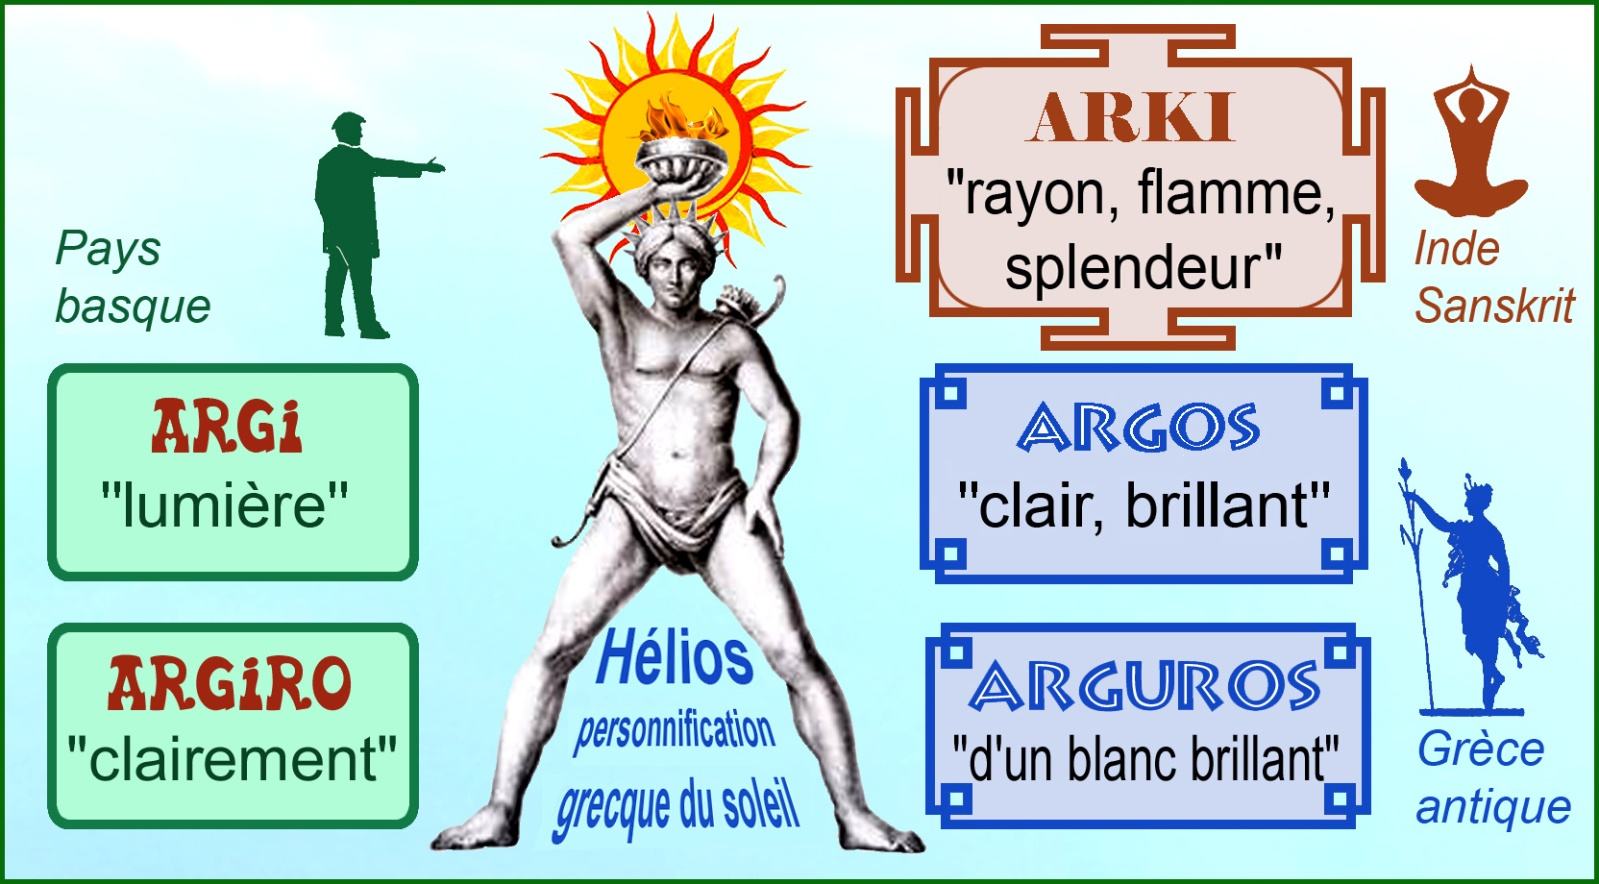 Pays
basque
ARGi
"lumière"
ARGiRO
"clairement"
Hélios
personnification
grecque du soleil
ARKI
"rayon, flamme,
splendeur"
Inde
Sanskrit
ARGOS
"clair, brillant"
ARGUROS
"d'un blanc brillant"
Grèce
antique